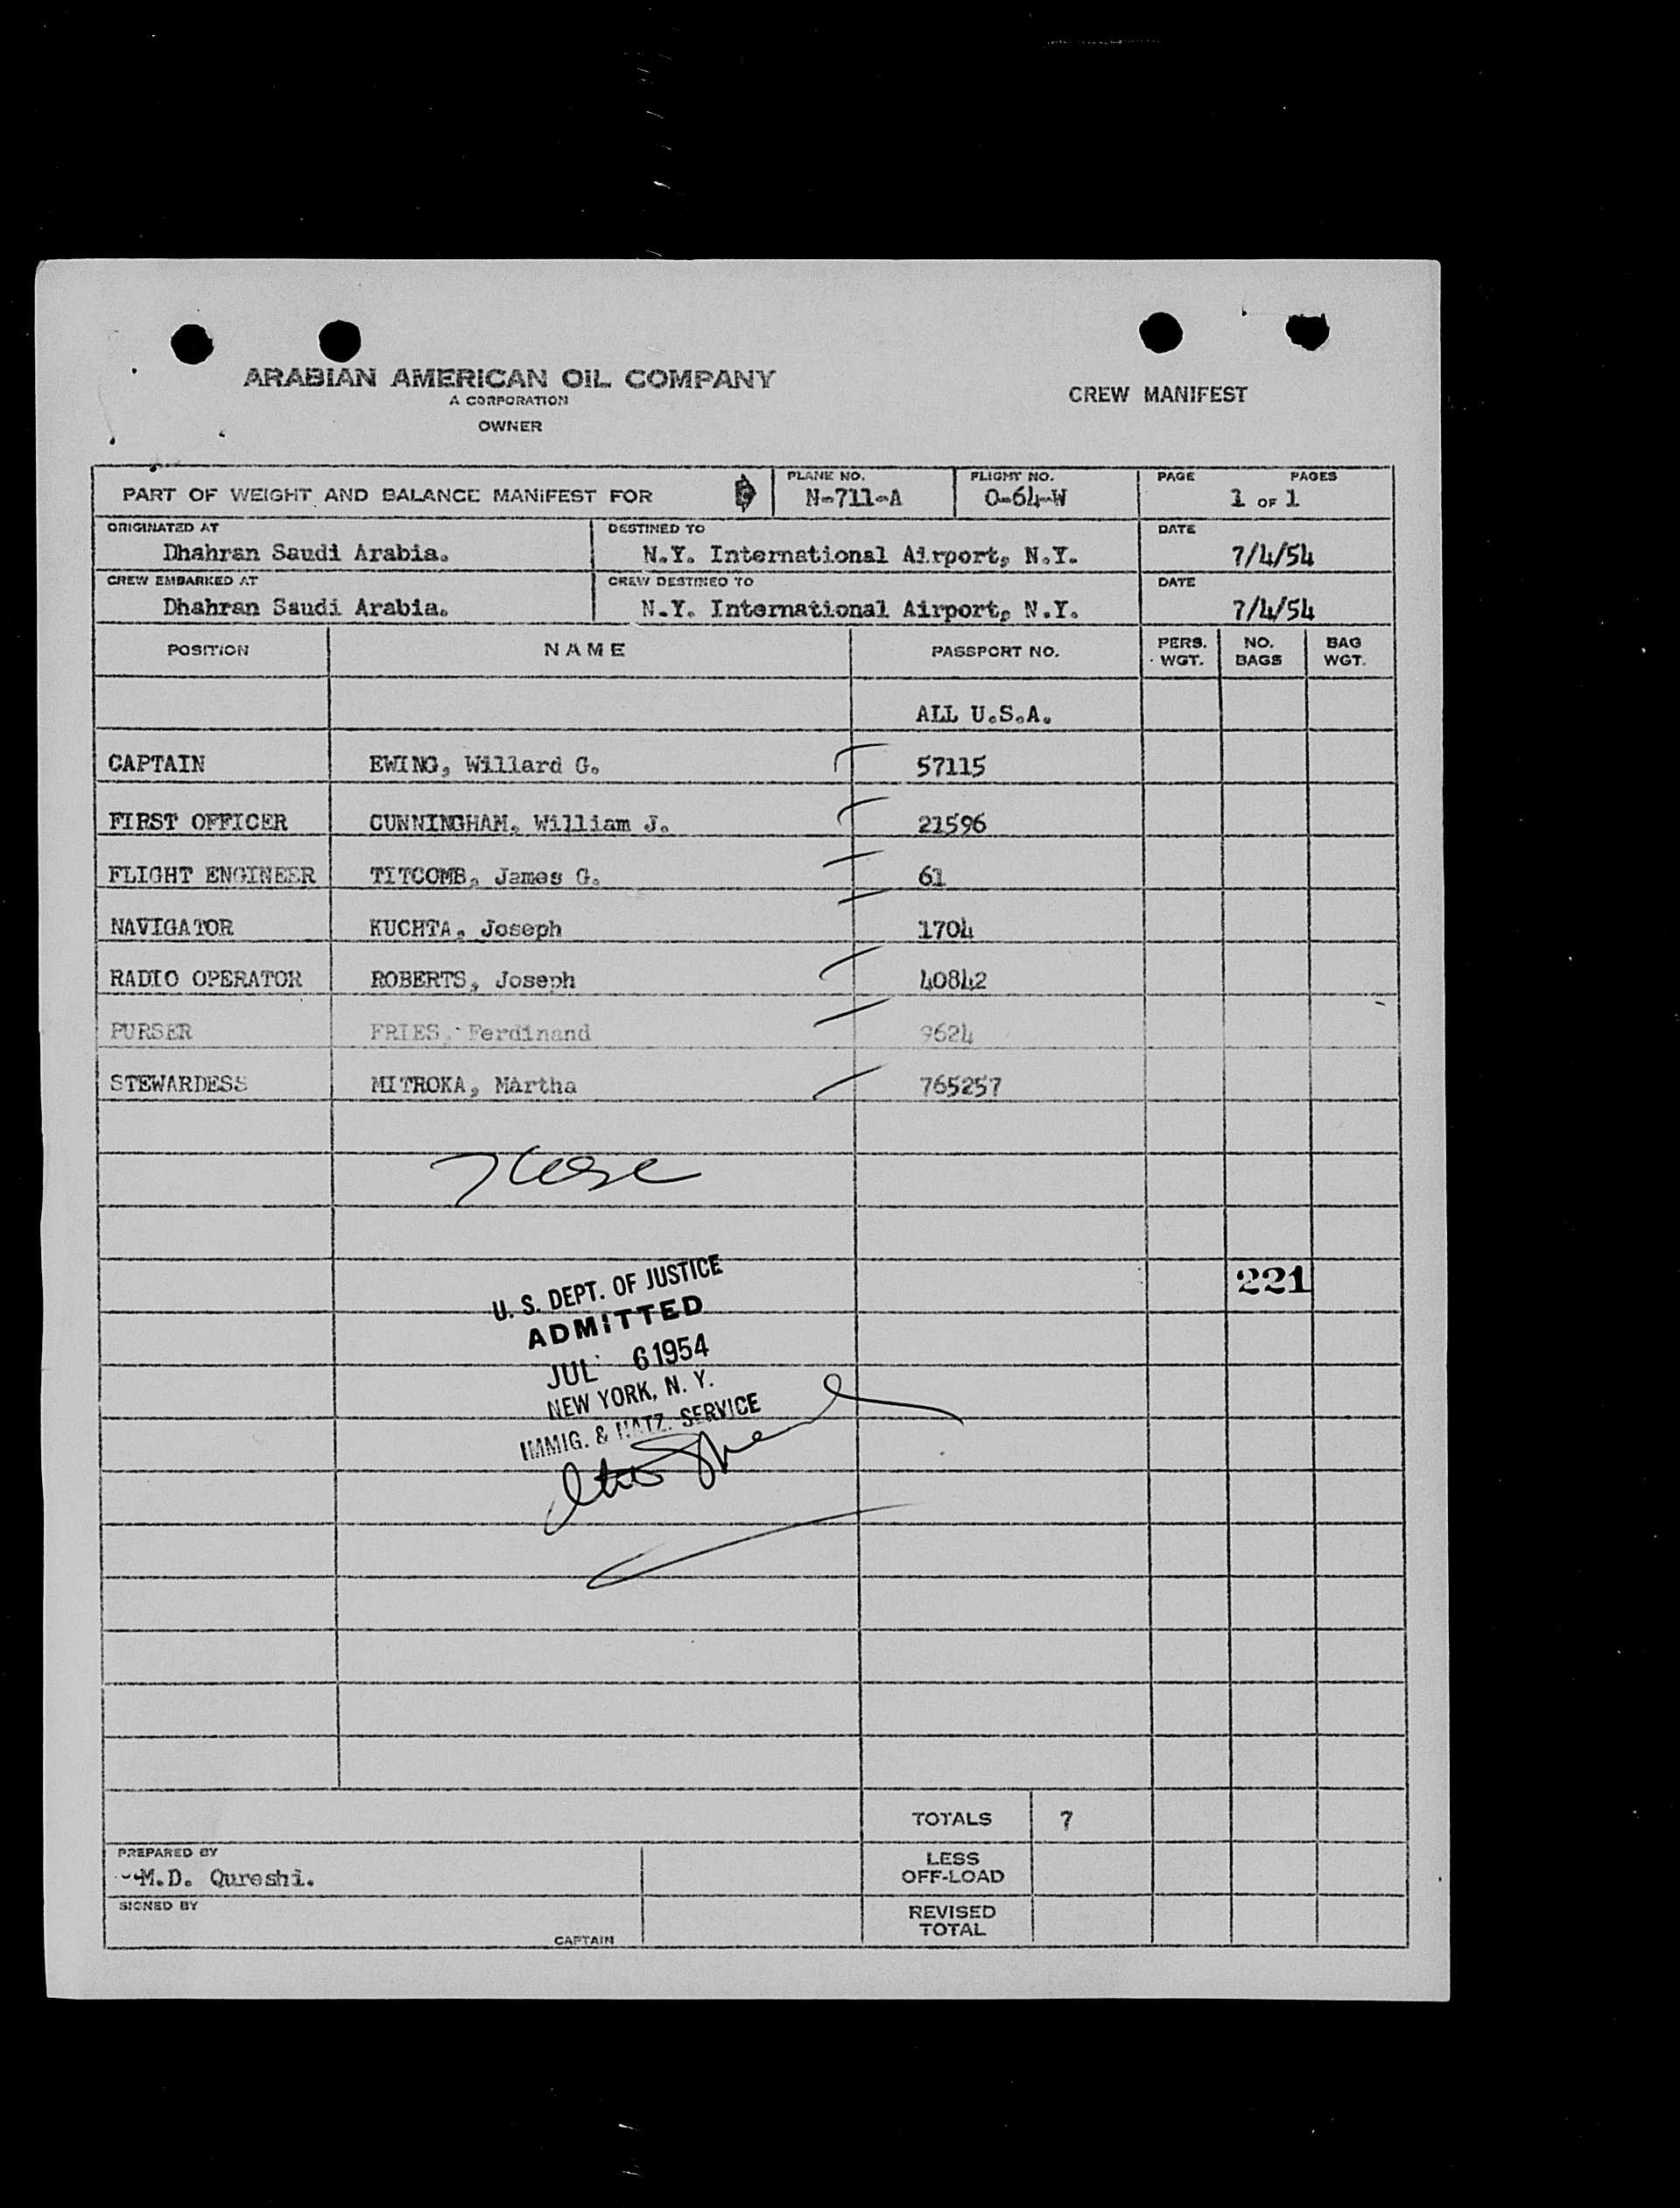 ARABIAN AMERICAN OIL COMPANY
A CORPORATION
OWNER
CREW MANIFEST
PART OF WEIGHT AND BALANCE MANIFEST FOR
PLANE NO.
N-711-A
FLIGHT NO.
O-64-W
PAGE PAGES
1 OF 1
ORIGINATED AT
Dhahran Saudi Arabia.
DESTINED TO
N.Y. International Airport, N.Y.
DATE
7/4/54
CREW EMBARKED AT
Dhahran Saudi Arabia.
CREW DESTINED TO
N.Y. International Airport, N.Y.
DATE
7/4/54
POSITION NAME PASSPORT NO. PERS. WGT. NO. BAGS BAG WGT.
ALL U.S.A.
CAPTAIN EWING, Willard G. 57115
FIRST OFFICER CUNNINGHAM, William J. 21596
FLIGHT ENGINEER TITCOMB, James G. 61
NAVIGATOR KUCHTA, Joseph 1704
RADIO OPERATOR ROBERTS, Joseph 40842
PURSER FRIES, Ferdinand 9624
STEWARDESS MITROKA, Martha 765257
221
U. S. DEPT. OF JUSTICE
ADMITTED
JUL 6 1954
NEW YORK, N. Y.
IMMIG. & NATZ. SERVICE
TOTALS 7
PREPARED BY
M.D. Qureshi.
LESS
OFF-LOAD
SIGNED BY
CAPTAIN
REVISED
TOTAL